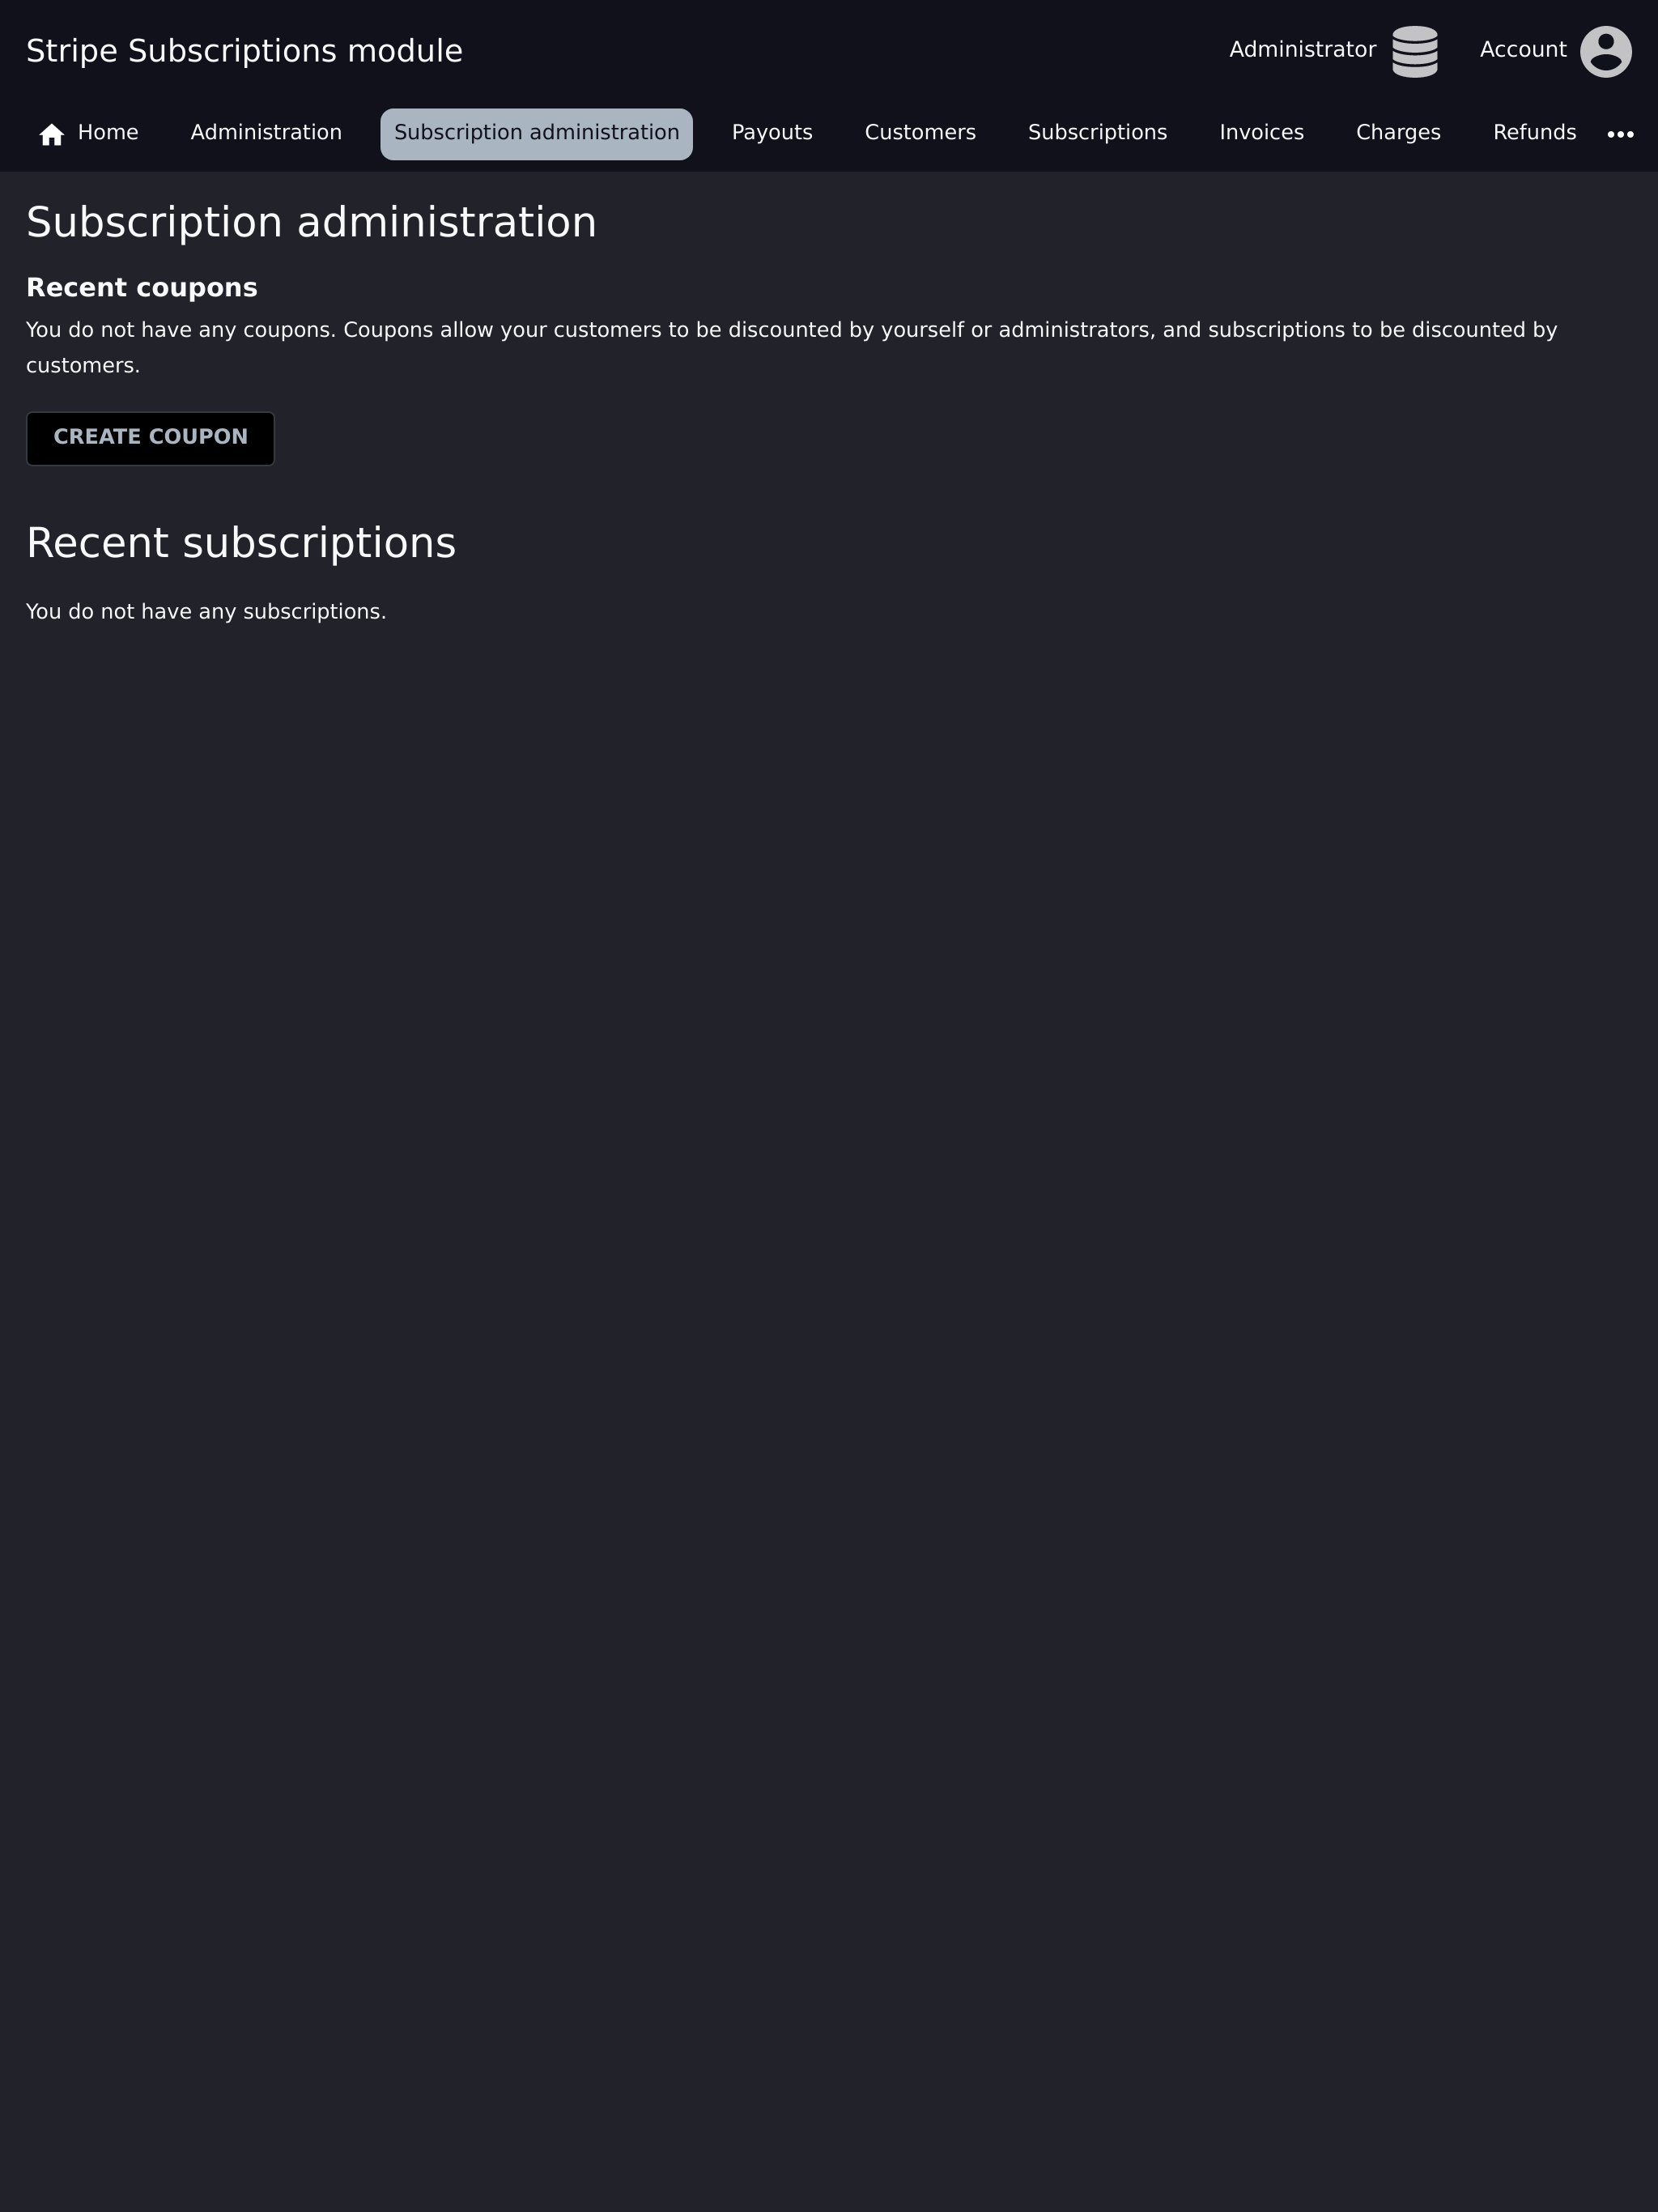 Stripe Subscriptions module
Administrator
Account
Home
Administration
Subscription administration
Payouts
Customers
Subscriptions
Invoices
Charges
Refunds
Subscription administration
Recent coupons
You do not have any coupons. Coupons allow your customers to be discounted by yourself or administrators, and subscriptions to be discounted by
customers.
CREATE COUPON
Recent subscriptions
You do not have any subscriptions.